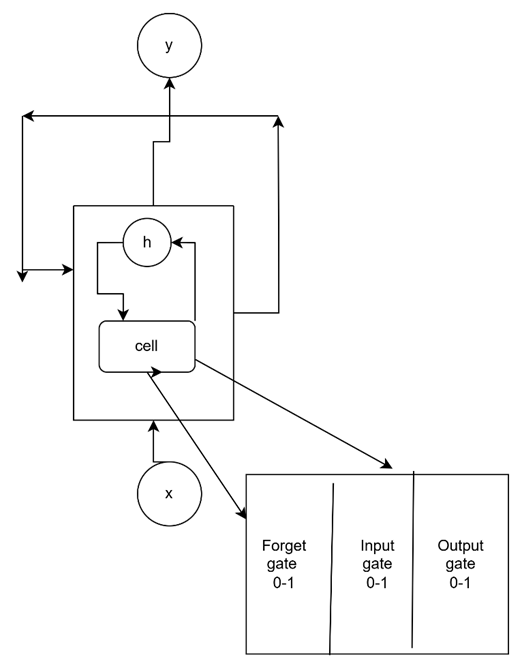 y
h
cell
x
Forget
gate
0-1
Input
gate
0-1
Output
gate
0-1